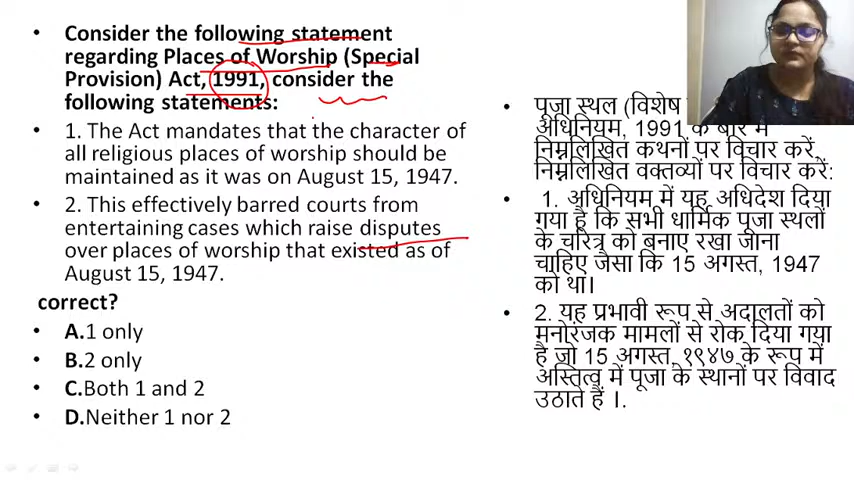 Consider the following statement
regarding Places of Worship (Special
Provision) Act, 1991, consider the
following statements:
1. The Act mandates that the character of
all religious places of worship should be
maintained as it was on August 15, 1947.
2. This effectively barred courts from
entertaining cases which raise disputes
over places of worship that existed as of
August 15, 1947.
correct?
A.1 only
B.2 only
C.Both 1 and 2
D.Neither 1 nor 2
पूजा स्थल (विशेष
अधिनियम, 1991 के बारे में
निम्नलिखित कथनों पर विचार करें,
निम्नलिखित वक्तव्यों पर विचार करें:
1. अधिनियम में यह अधिदेश दिया
गया है कि सभी धार्मिक पूजा स्थलों
के चरित्र को बनाए रखा जाना
चाहिए जैसा कि 15 अगस्त, 1947
को था।
2. यह प्रभावी रूप से अदालतों को
मनोरंजक मामलों से रोक दिया गया
है जो 15 अगस्त, १९४७ के रूप में
अस्तित्व में पूजा के स्थानों पर विवाद
उठाते हैं ।.